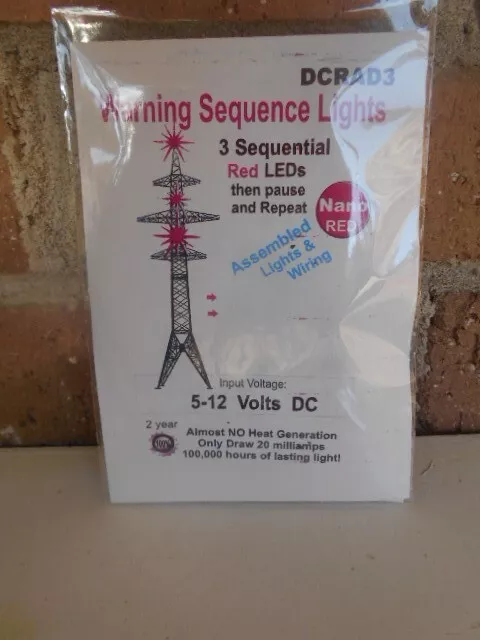 DCRAD3
Warning Sequence Lights
3 Sequential
Red LEDs
then pause
and Repeat
Nano
RED
Assembled
Lights &
Wiring
Input Voltage:
5-12 Volts DC
2 year
100%
Almost NO Heat Generation
Only Draw 20 milliamps
100,000 hours of lasting light!